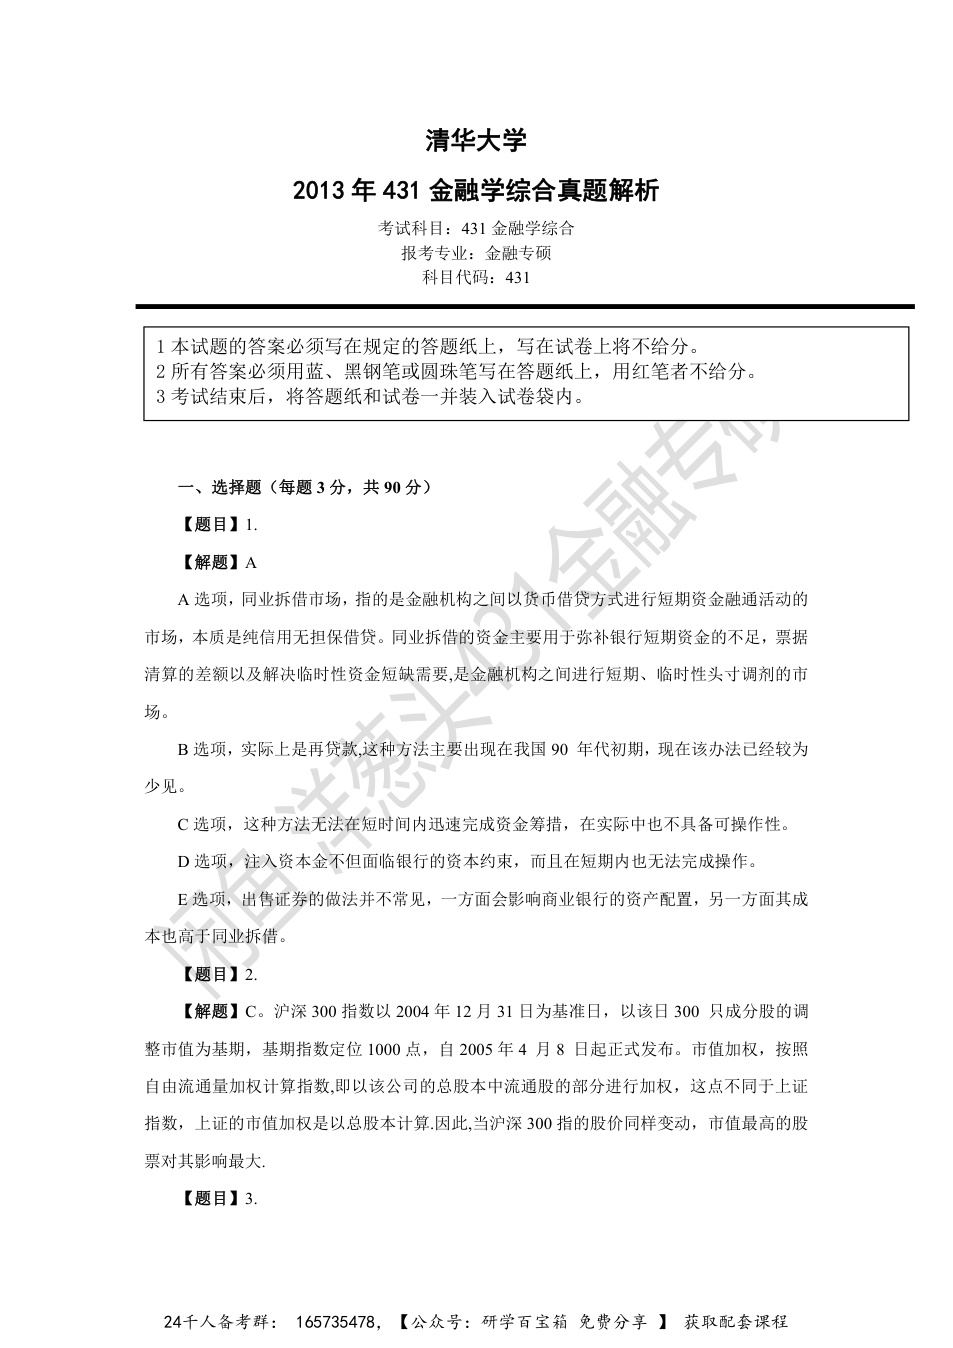 清华大学
2013 年 431 金融学综合真题解析
考试科目：431 金融学综合
报考专业：金融专硕
科目代码：431
1 本试题的答案必须写在规定的答题纸上，写在试卷上将不给分。
2 所有答案必须用蓝、黑钢笔或圆珠笔写在答题纸上，用红笔者不给分。
3 考试结束后，将答题纸和试卷一并装入试卷袋内。
一、选择题（每题 3 分，共 90 分）
【题目】1.
【解题】A
A 选项，同业拆借市场，指的是金融机构之间以货币借贷方式进行短期资金融通活动的
市场，本质是纯信用无担保借贷。同业拆借的资金主要用于弥补银行短期资金的不足，票据
清算的差额以及解决临时性资金短缺需要,是金融机构之间进行短期、临时性头寸调剂的市
场。
B 选项，实际上是再贷款,这种方法主要出现在我国 90 年代初期，现在该办法已经较为
少见。
C 选项，这种方法无法在短时间内迅速完成资金筹措，在实际中也不具备可操作性。
D 选项，注入资本金不但面临银行的资本约束，而且在短期内也无法完成操作。
E 选项，出售证券的做法并不常见，一方面会影响商业银行的资产配置，另一方面其成
本也高于同业拆借。
【题目】2.
【解题】C。沪深 300 指数以 2004 年 12 月 31 日为基准日，以该日 300 只成分股的调
整市值为基期，基期指数定位 1000 点，自 2005 年 4 月 8 日起正式发布。市值加权，按照
自由流通量加权计算指数,即以该公司的总股本中流通股的部分进行加权，这点不同于上证
指数，上证的市值加权是以总股本计算.因此,当沪深 300 指的股价同样变动，市值最高的股
票对其影响最大.
【题目】3.
闲鱼 洋葱头431金融专硕
24千人备考群： 165735478，【公众号：研学百宝箱 免费分享 】 获取配套课程